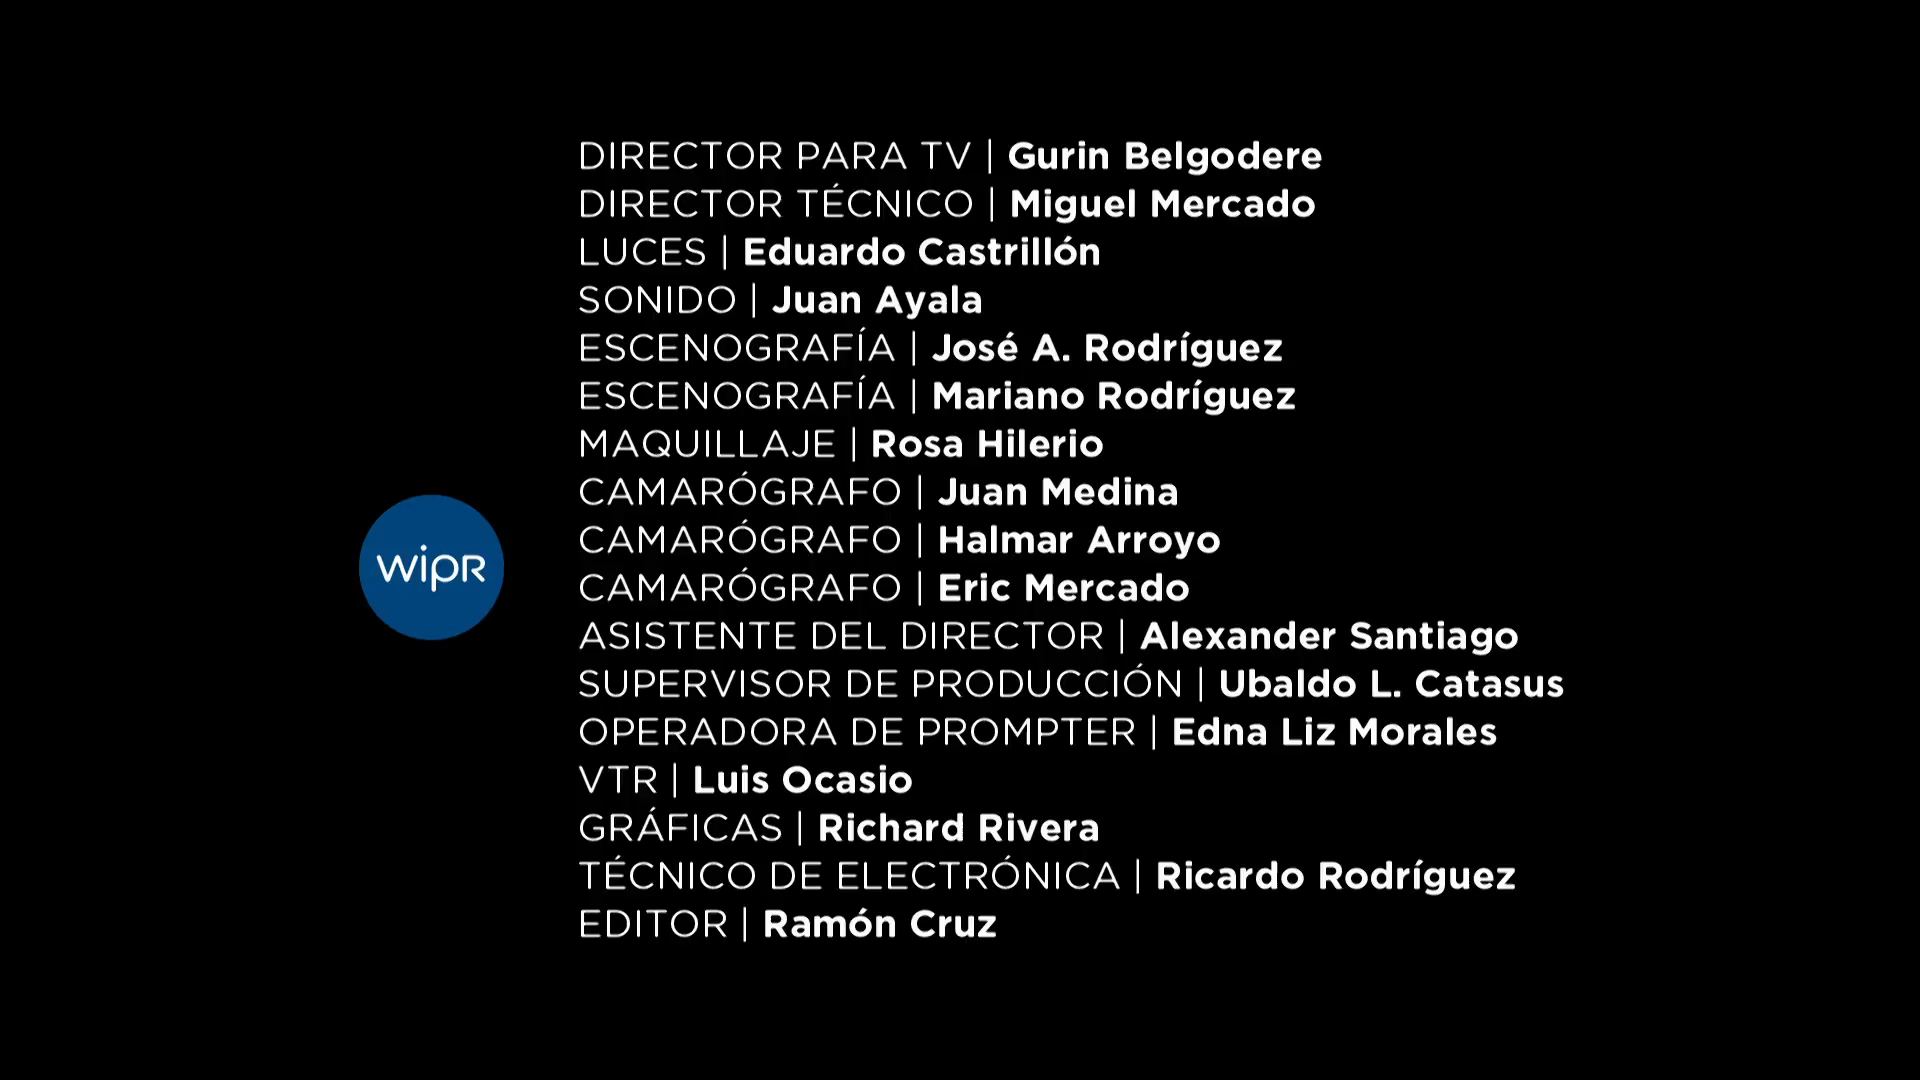 DIRECTOR PARA TV | Gurin Belgodere
DIRECTOR TÉCNICO | Miguel Mercado
LUCES | Eduardo Castrillón
SONIDO | Juan Ayala
ESCENOGRAFÍA | José A. Rodríguez
ESCENOGRAFÍA | Mariano Rodríguez
MAQUILLAJE | Rosa Hilerio
CAMARÓGRAFO | Juan Medina
CAMARÓGRAFO | Halmar Arroyo
CAMARÓGRAFO | Eric Mercado
ASISTENTE DEL DIRECTOR | Alexander Santiago
SUPERVISOR DE PRODUCCIÓN | Ubaldo L. Catasus
OPERADORA DE PROMPTER | Edna Liz Morales
VTR | Luis Ocasio
GRÁFICAS | Richard Rivera
TÉCNICO DE ELECTRÓNICA | Ricardo Rodríguez
EDITOR | Ramón Cruz
wipR